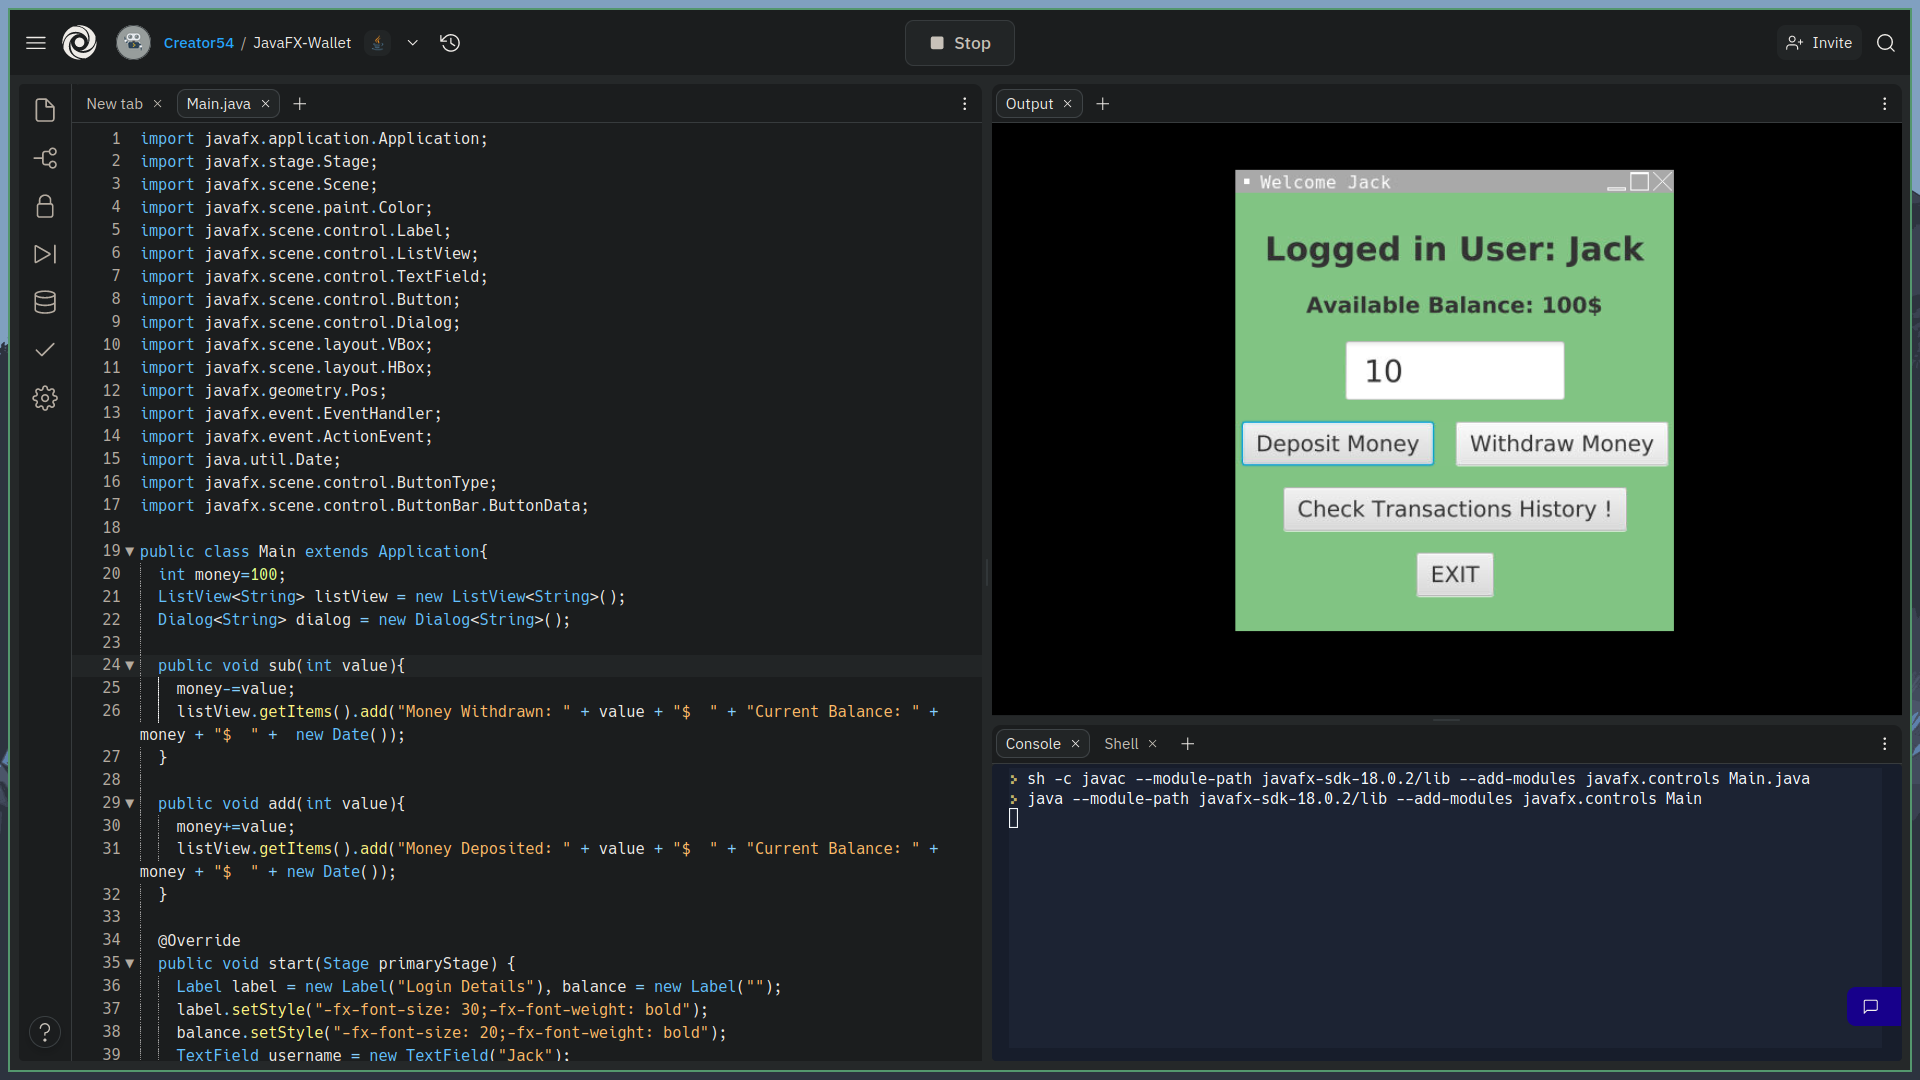 Creator54 / JavaFX-Wallet
Stop
Invite
New tab
Main.java
1 import javafx.application.Application;
2 import javafx.stage.Stage;
3 import javafx.scene.Scene;
4 import javafx.scene.paint.Color;
5 import javafx.scene.control.Label;
6 import javafx.scene.control.ListView;
7 import javafx.scene.control.TextField;
8 import javafx.scene.control.Button;
9 import javafx.scene.control.Dialog;
10 import javafx.scene.layout.VBox;
11 import javafx.scene.layout.HBox;
12 import javafx.geometry.Pos;
13 import javafx.event.EventHandler;
14 import javafx.event.ActionEvent;
15 import java.util.Date;
16 import javafx.scene.control.ButtonType;
17 import javafx.scene.control.ButtonBar.ButtonData;
18
19 public class Main extends Application{
20 int money=100;
21 ListView<String> listView = new ListView<String>();
22 Dialog<String> dialog = new Dialog<String>();
23
24 public void sub(int value){
25 money-=value;
26 listView.getItems().add("Money Withdrawn: " + value + "$  " + "Current Balance: " +
money + "$  " +  new Date());
27 }
28
29 public void add(int value){
30 money+=value;
31 listView.getItems().add("Money Deposited: " + value + "$  " + "Current Balance: " +
money + "$  " + new Date());
32 }
33
34 @Override
35 public void start(Stage primaryStage) {
36 Label label = new Label("Login Details"), balance = new Label("");
37 label.setStyle("-fx-font-size: 30;-fx-font-weight: bold");
38 balance.setStyle("-fx-font-size: 20;-fx-font-weight: bold");
39 TextField username = new TextField("Jack");
?
Output
Welcome Jack
Logged in User: Jack
Available Balance: 100$
10
Deposit Money
Withdraw Money
Check Transactions History !
EXIT
Console
Shell
sh -c javac --module-path javafx-sdk-18.0.2/lib --add-modules javafx.controls Main.java
java --module-path javafx-sdk-18.0.2/lib --add-modules javafx.controls Main